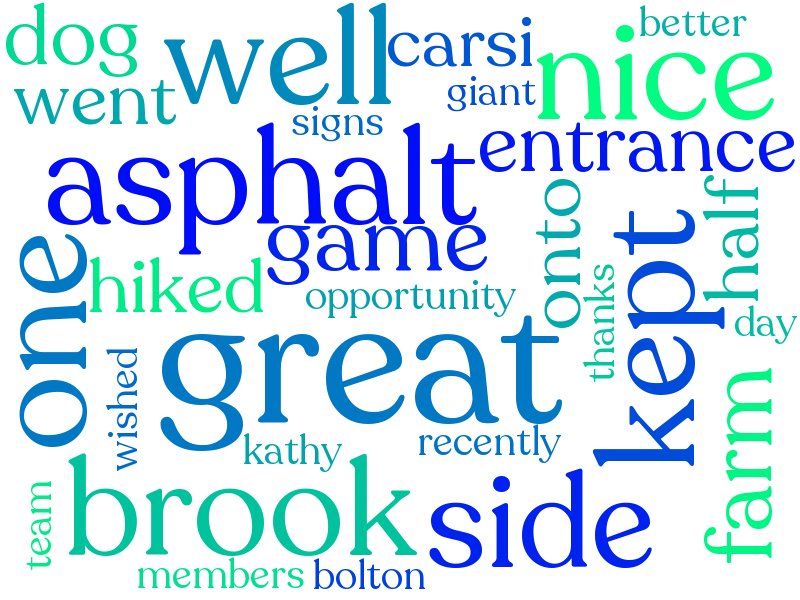 dog
well
carsi
better
nice
went
giant
signs
entrance
asphalt
game
onto
half
kept
one
hiked
opportunity
thanks
day
great
wished
kathy
recently
farm
brook
side
team
members
bolton